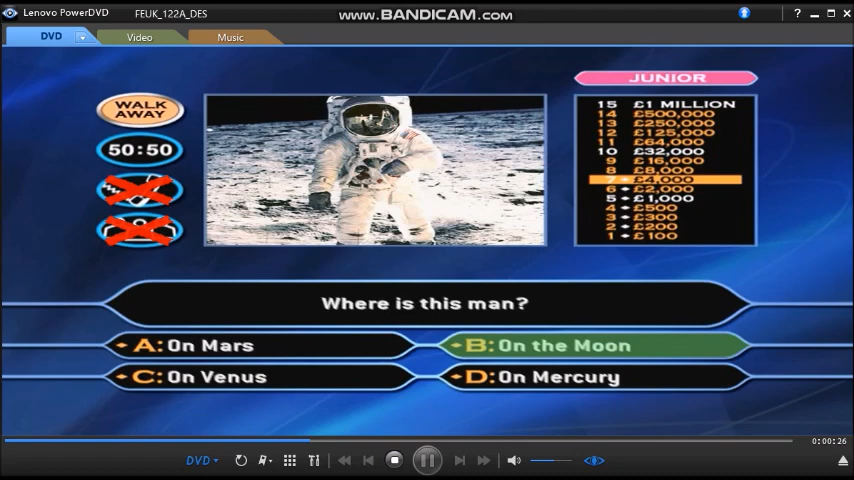 Lenovo PowerDVD
FEUK_122A_DES
www.BANDICAM.com
?
DVD
Video
Music
WALK
AWAY
50:50
JUNIOR
15 £1 MILLION
14 £500,000
13 £250,000
12 £125,000
11 £64,000
10 £32,000
9 £16,000
8 £8,000
7 £4,000
6 £2,000
5 £1,000
4 £500
3 £300
2 £200
1 £100
Where is this man?
A: On Mars
B: On the Moon
C: On Venus
D: On Mercury
0:00:26
DVD